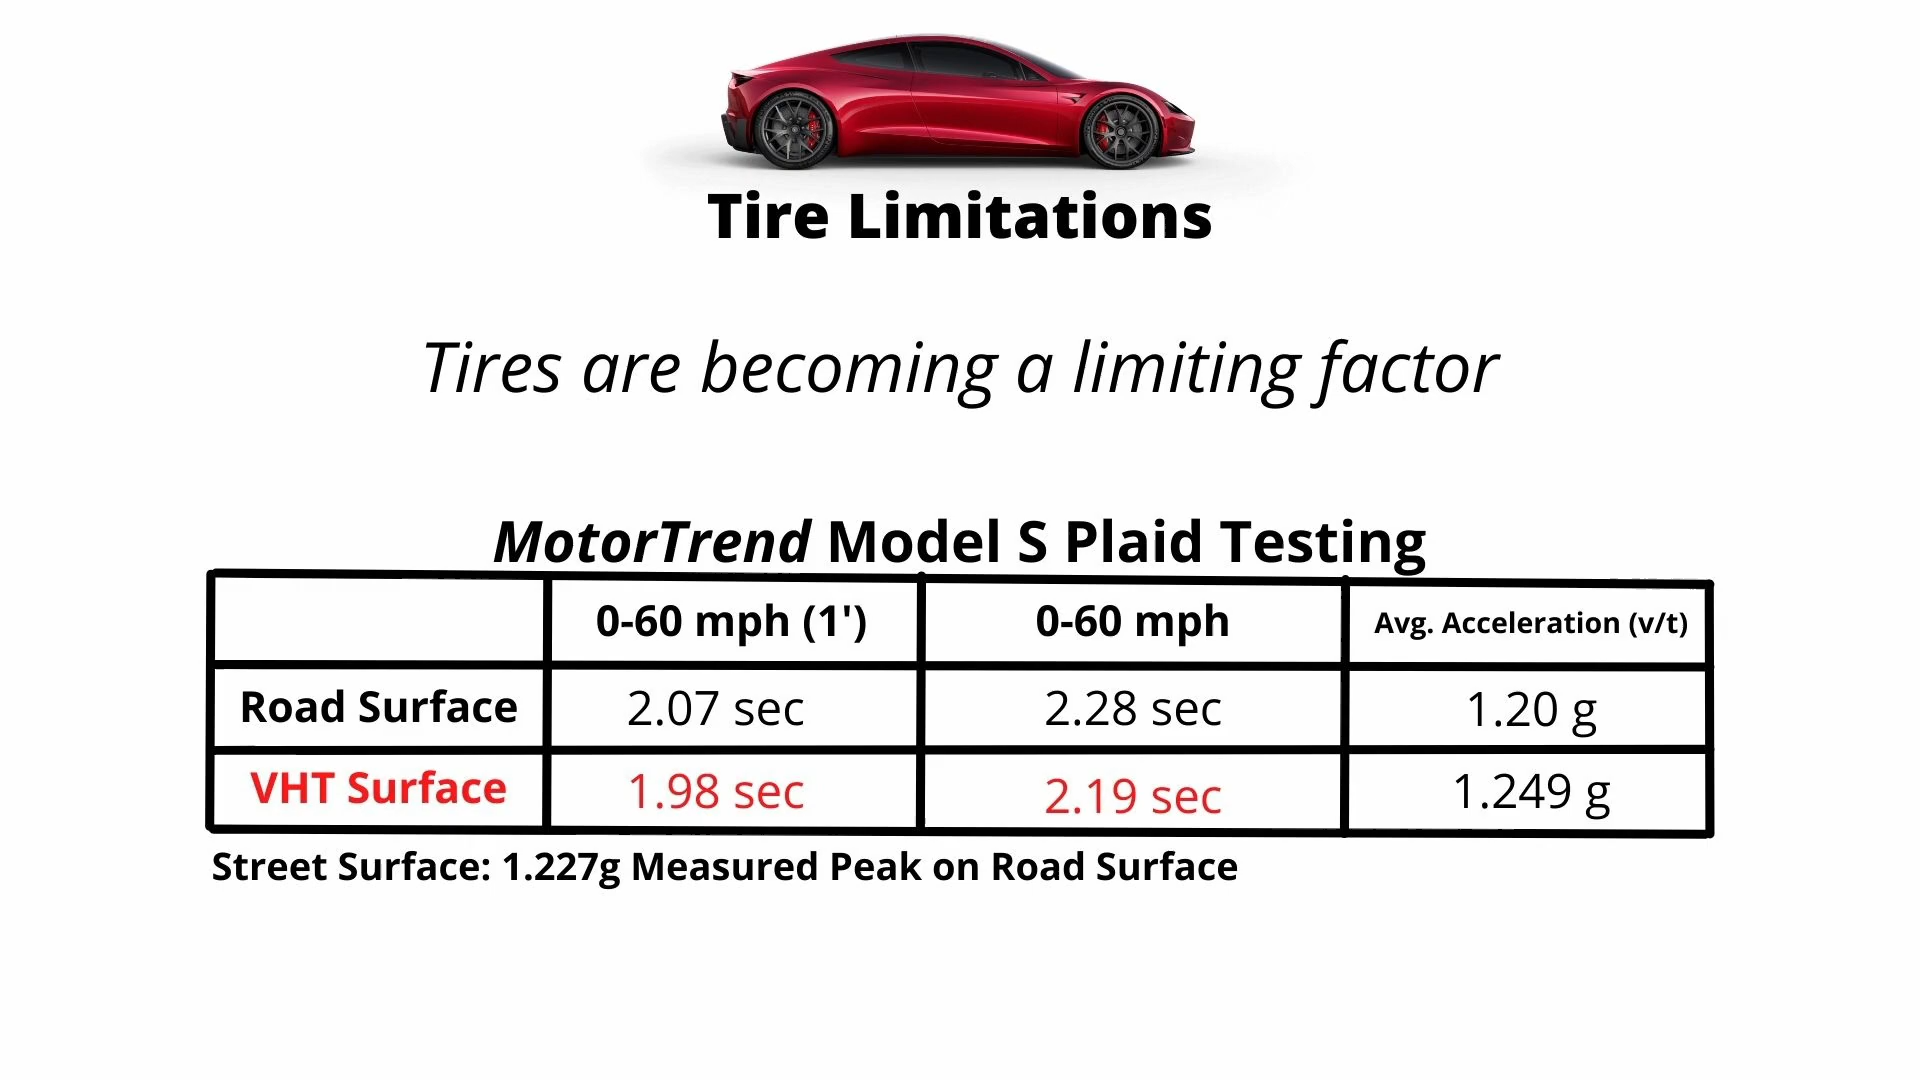 Tire Limitations
Tires are becoming a limiting factor
MotorTrend Model S Plaid Testing
0-60 mph (1') 0-60 mph Avg. Acceleration (v/t)
Road Surface 2.07 sec 2.28 sec 1.20 g
VHT Surface 1.98 sec 2.19 sec 1.249 g
Street Surface: 1.227g Measured Peak on Road Surface